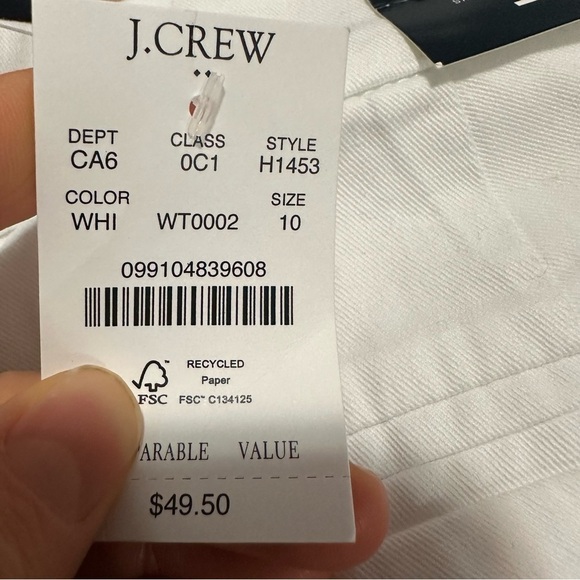 J.CREW
DEPT CLASS STYLE
CA6 0C1 H1453
COLOR SIZE
WHI WT0002 10
099104839608
RECYCLED
Paper
FSC™ FSC™ C134125
ARABLE VALUE
$49.50